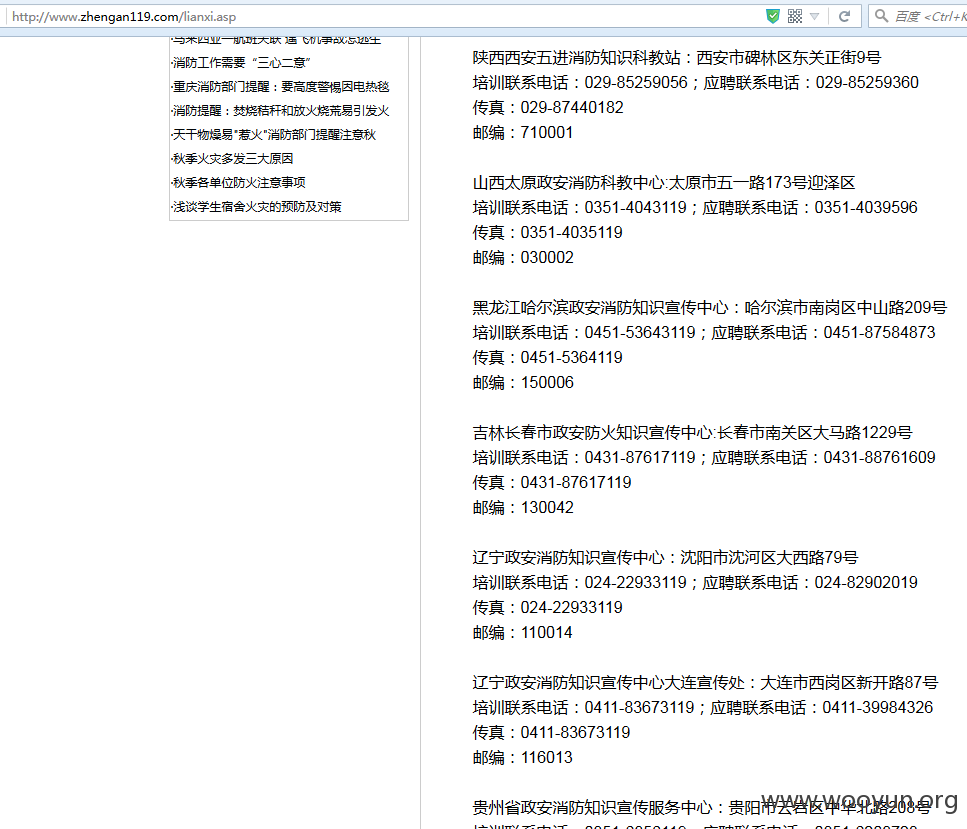 http://www.zhengan119.com/lianxi.asp
百度 <Ctrl+K
·马来西亚一航班失联 遥飞机事故怎逃生
·消防工作需要“三心二意”
·重庆消防部门提醒：要高度警惕因电热毯
·消防提醒：焚烧秸秆和放火烧荒易引发火
·天干物燥易"惹火"消防部门提醒注意秋
·秋季火灾多发三大原因
·秋季各单位防火注意事项
·浅谈学生宿舍火灾的预防及对策
陕西西安五进消防知识科教站：西安市碑林区东关正街9号
培训联系电话：029-85259056；应聘联系电话：029-85259360
传真：029-87440182
邮编：710001
山西太原政安消防科教中心:太原市五一路173号迎泽区
培训联系电话：0351-4043119；应聘联系电话：0351-4039596
传真：0351-4035119
邮编：030002
黑龙江哈尔滨政安消防知识宣传中心：哈尔滨市南岗区中山路209号
培训联系电话：0451-53643119；应聘联系电话：0451-87584873
传真：0451-5364119
邮编：150006
吉林长春市政安防火知识宣传中心:长春市南关区大马路1229号
培训联系电话：0431-87617119；应聘联系电话：0431-88761609
传真：0431-87617119
邮编：130042
辽宁政安消防知识宣传中心：沈阳市沈河区大西路79号
培训联系电话：024-22933119；应聘联系电话：024-82902019
传真：024-22933119
邮编：110014
辽宁政安消防知识宣传中心大连宣传处：大连市西岗区新开路87号
培训联系电话：0411-83673119；应聘联系电话：0411-39984326
传真：0411-83673119
邮编：116013
贵州省政安消防知识宣传服务中心：贵阳市云岩区中华北路208号
www.wooyun.org